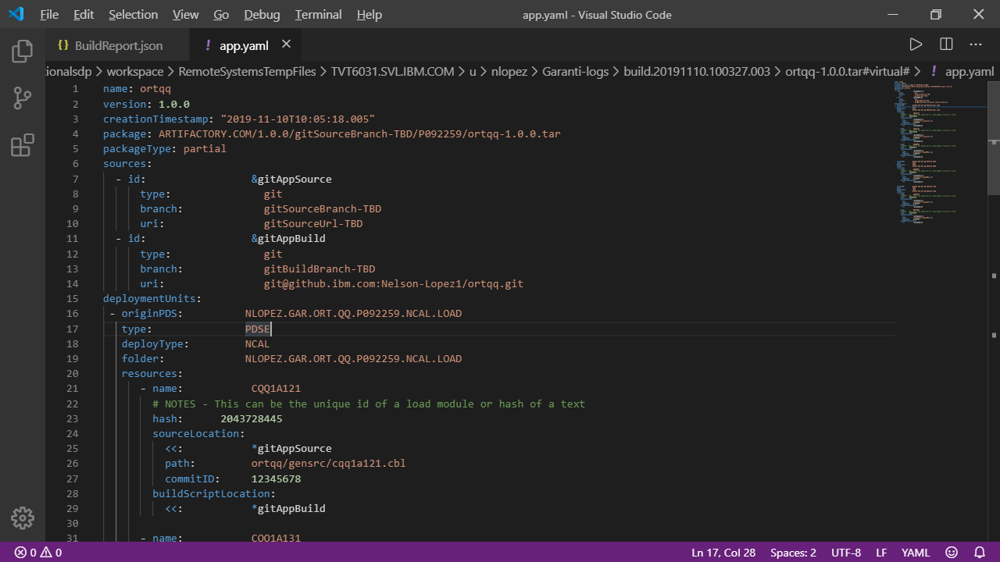 File Edit Selection View Go Debug Terminal Help app.yaml - Visual Studio Code
{} BuildReport.json ! app.yaml
ionalsdp > workspace > RemoteSystemsTempFiles > TVT6031.SVL.IBM.COM > u > nlopez > Garanti-logs > build.20191110.100327.003 > ortqq-1.0.0.tar#virtual# > ! app.yaml
1 name: ortqq
2 version: 1.0.0
3 creationTimestamp: "2019-11-10T10:05:18.005"
4 package: ARTIFACTORY.COM/1.0.0/gitSourceBranch-TBD/P092259/ortqq-1.0.0.tar
5 packageType: partial
6 sources:
7 - id: &gitAppSource
8 type: git
9 branch: gitSourceBranch-TBD
10 uri: gitSourceUrl-TBD
11 - id: &gitAppBuild
12 type: git
13 branch: gitBuildBranch-TBD
14 uri: git@github.ibm.com:Nelson-Lopez1/ortqq.git
15 deploymentUnits:
16 - originPDS: NLOPEZ.GAR.ORT.QQ.P092259.NCAL.LOAD
17 type: PDSE
18 deployType: NCAL
19 folder: NLOPEZ.GAR.ORT.QQ.P092259.NCAL.LOAD
20 resources:
21 - name: CQQ1A121
22 # NOTES - This can be the unique id of a load module or hash of a text
23 hash: 2043728445
24 sourceLocation:
25 <<: *gitAppSource
26 path: ortqq/gensrc/cqq1a121.cbl
27 commitID: 12345678
28 buildScriptLocation:
29 <<: *gitAppBuild
30
31 - name: CQQ1A131
0 0 Ln 17, Col 28 Spaces: 2 UTF-8 LF YAML